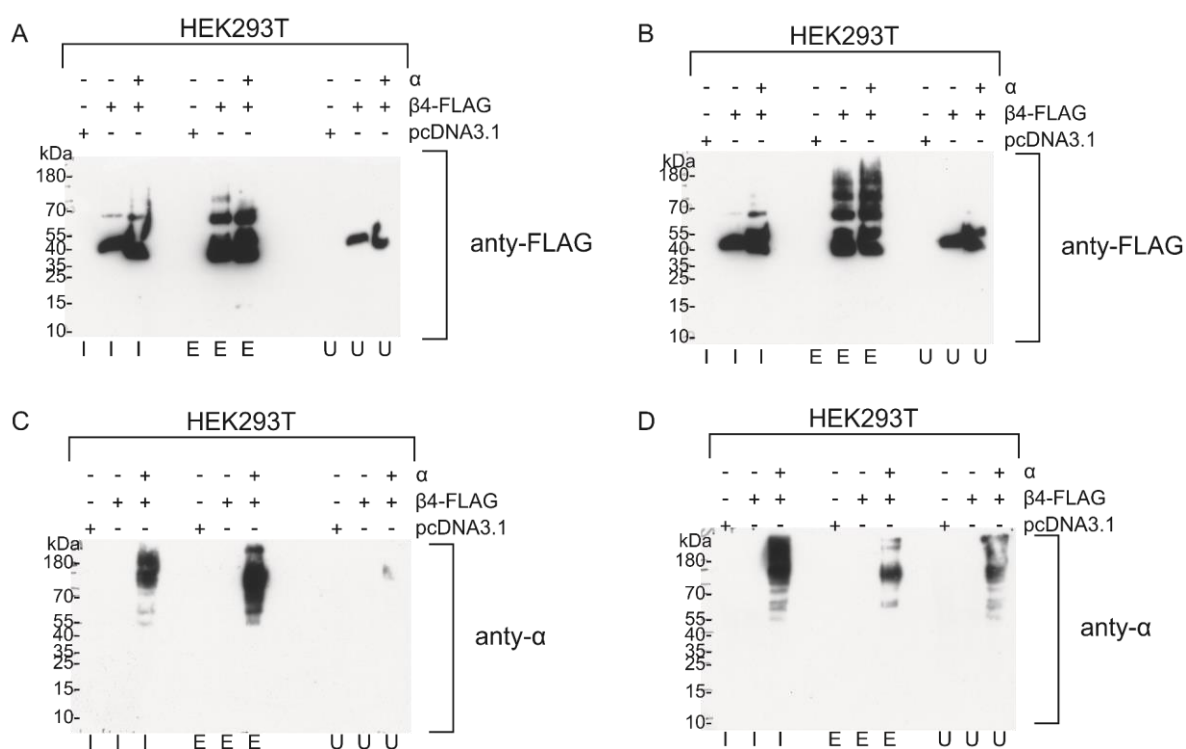 A
HEK293T
- - + - - + - - + α
- + + - + + - + + β4-FLAG
+ - - + - - + - - pcDNA3.1
kDa
180-
70-
55-
40-
35-
25-
15-
10-
anty-FLAG
I I I E E E U U U
B
HEK293T
- - + - - + - - + α
- + + - + + - + + β4-FLAG
+ - - + - - + - - pcDNA3.1
kDa
180-
70-
55-
40-
35-
25-
15-
10-
anty-FLAG
I I I E E E U U U
C
HEK293T
- - + - - + - - + α
- + + - + + - + + β4-FLAG
+ - - + - - + - - pcDNA3.1
kDa
180-
70-
55-
40-
35-
25-
15-
10-
anty-α
I I I E E E U U U
D
HEK293T
- - + - - + - - + α
- + + - + + - + + β4-FLAG
+ - - + - - + - - pcDNA3.1
kDa
180-
70-
55-
40-
35-
25-
15-
10-
anty-α
I I I E E E U U U